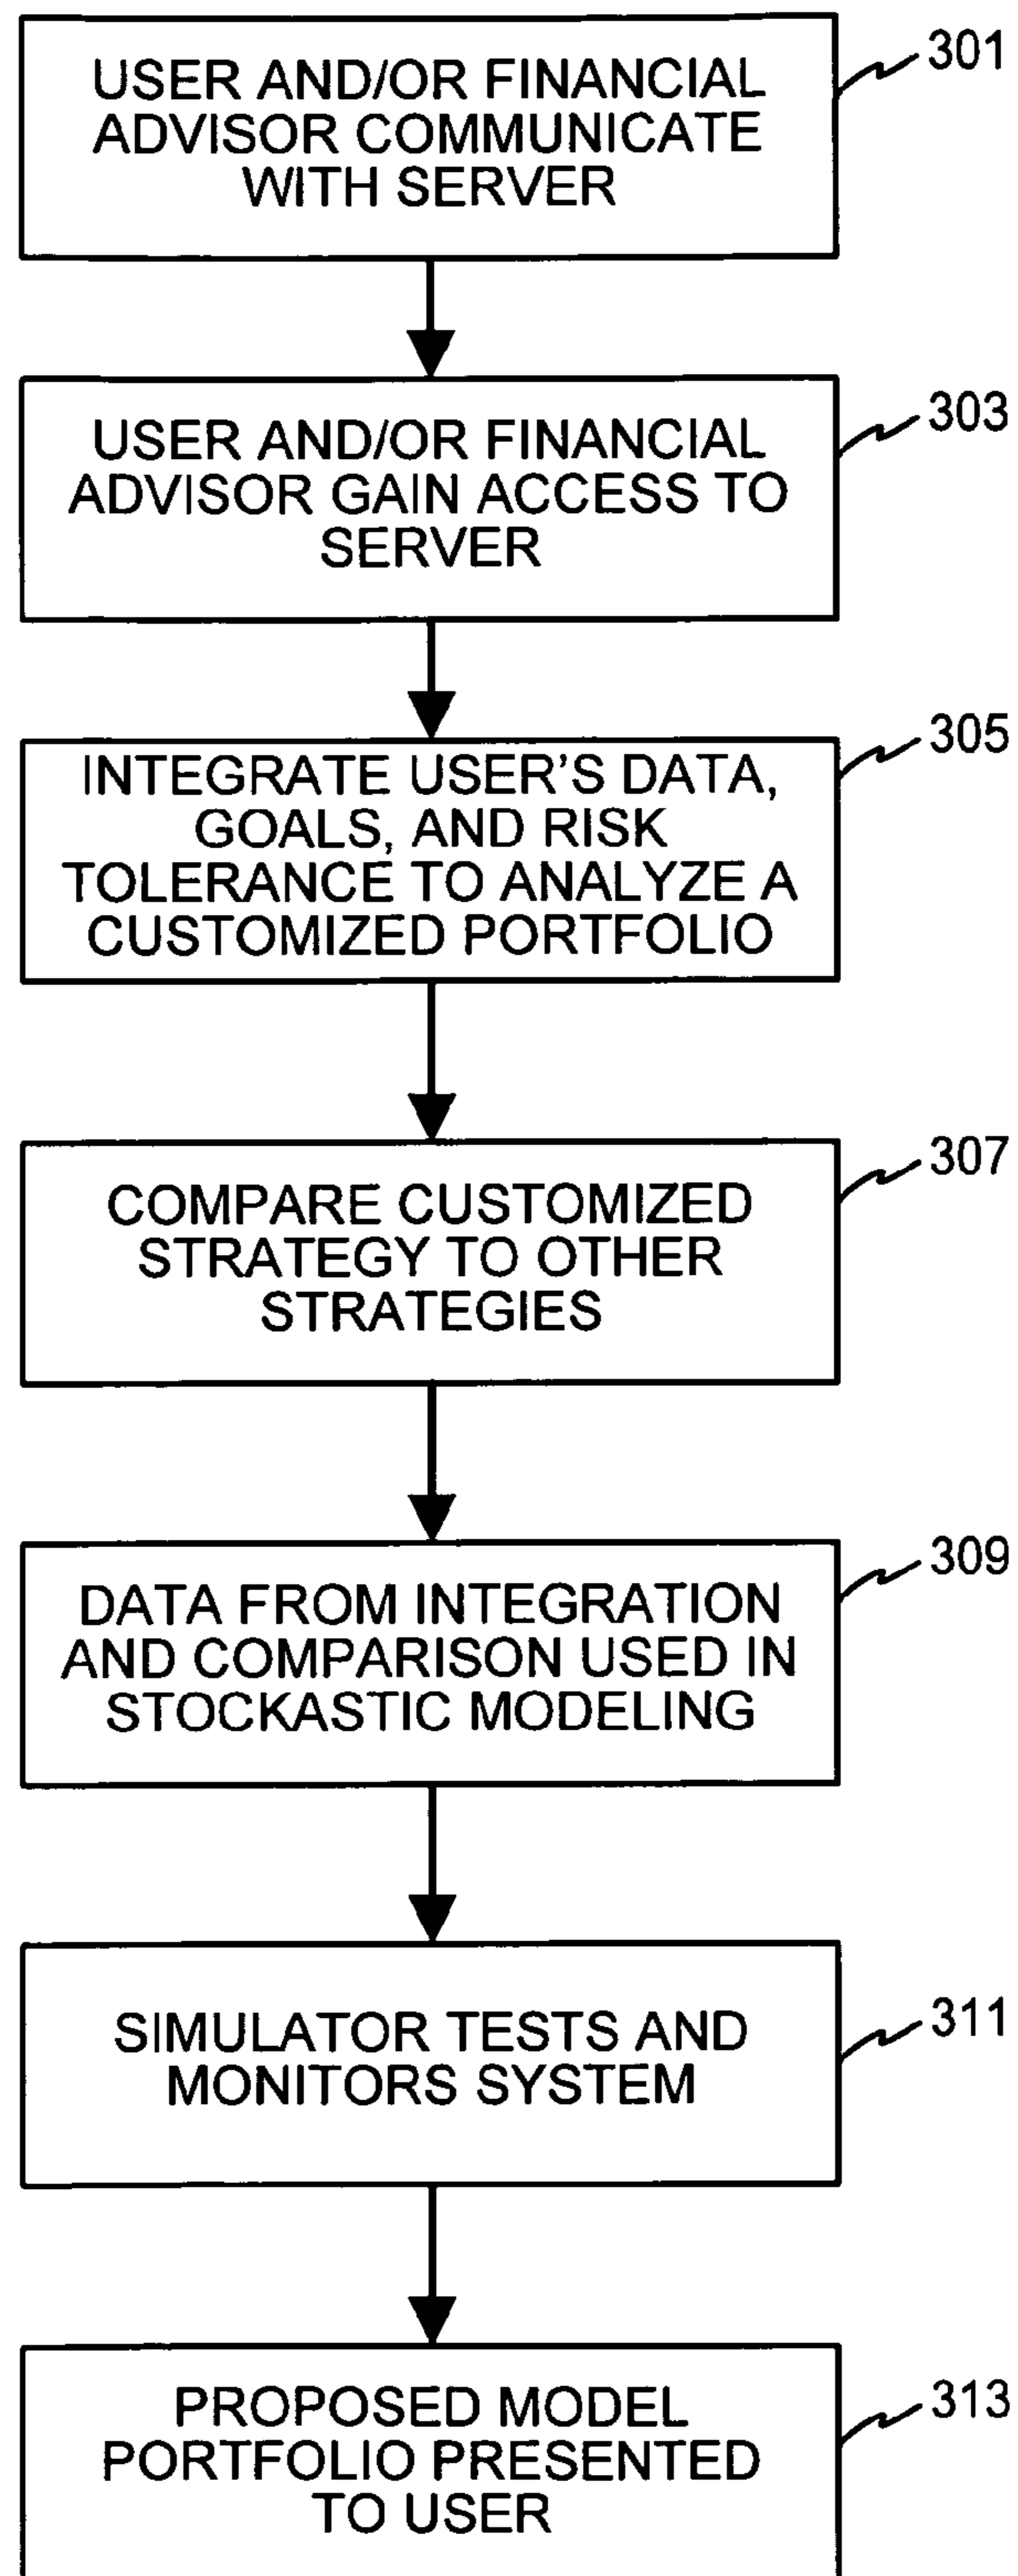 USER AND/OR FINANCIAL
ADVISOR COMMUNICATE
WITH SERVER
301
USER AND/OR FINANCIAL
ADVISOR GAIN ACCESS TO
SERVER
303
INTEGRATE USER'S DATA,
GOALS, AND RISK
TOLERANCE TO ANALYZE A
CUSTOMIZED PORTFOLIO
305
COMPARE CUSTOMIZED
STRATEGY TO OTHER
STRATEGIES
307
DATA FROM INTEGRATION
AND COMPARISON USED IN
STOCKASTIC MODELING
309
SIMULATOR TESTS AND
MONITORS SYSTEM
311
PROPOSED MODEL
PORTFOLIO PRESENTED
TO USER
313